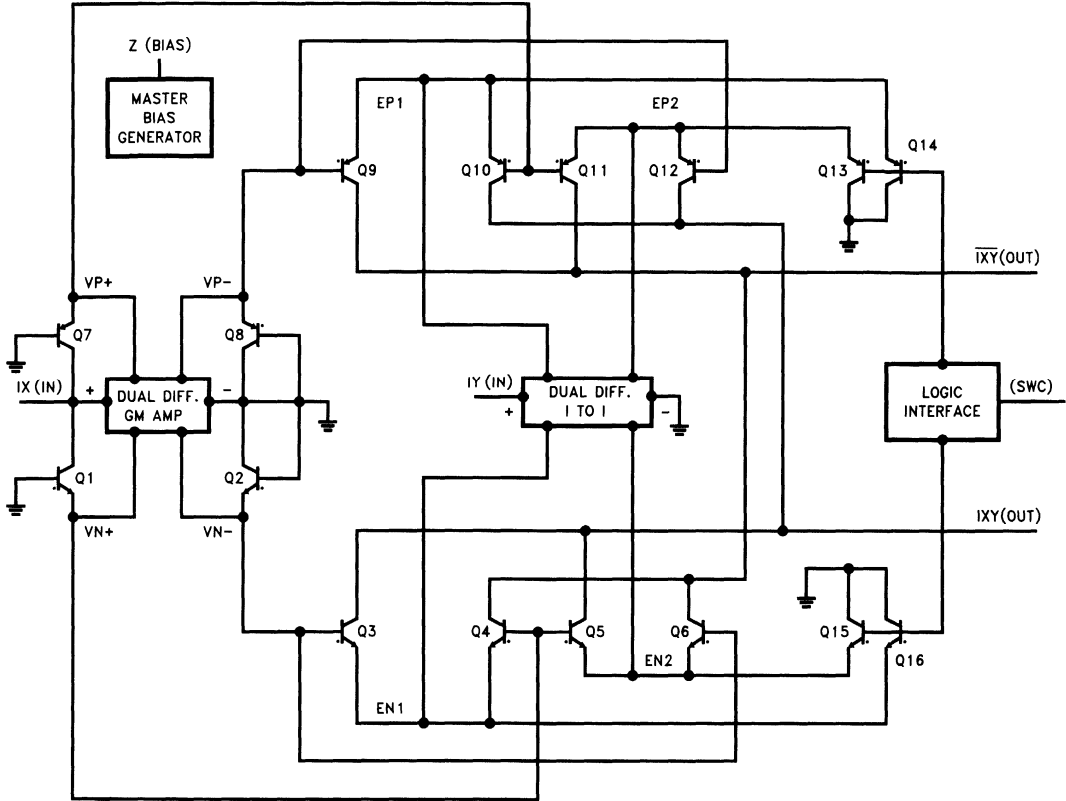 Z (BIAS)
MASTER
BIAS
GENERATOR
EP1
EP2
Q14
Q9
Q10
Q11
Q12
Q13
IXY(OUT)
VP+
VP-
Q7
Q8
IX (IN)
+
DUAL DIFF.
GM AMP
-
IY (IN)
+
DUAL DIFF.
I TO I
-
LOGIC
INTERFACE
(SWC)
Q1
Q2
VN+
VN-
IXY(OUT)
Q3
Q4
Q5
Q6
Q15
Q16
EN2
EN1